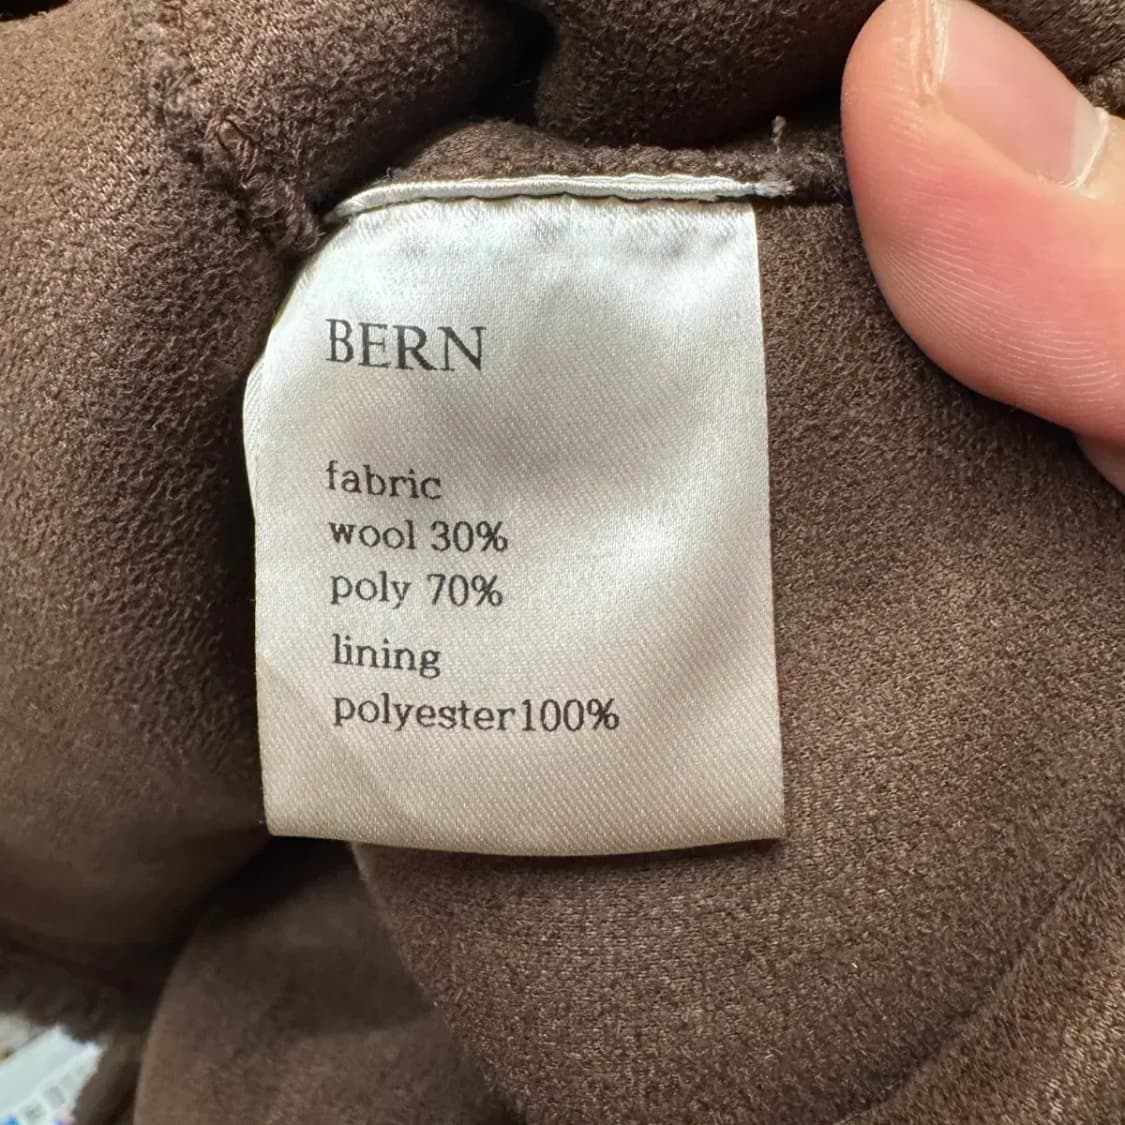 BERN
fabric
wool 30%
poly 70%
lining
polyester100%